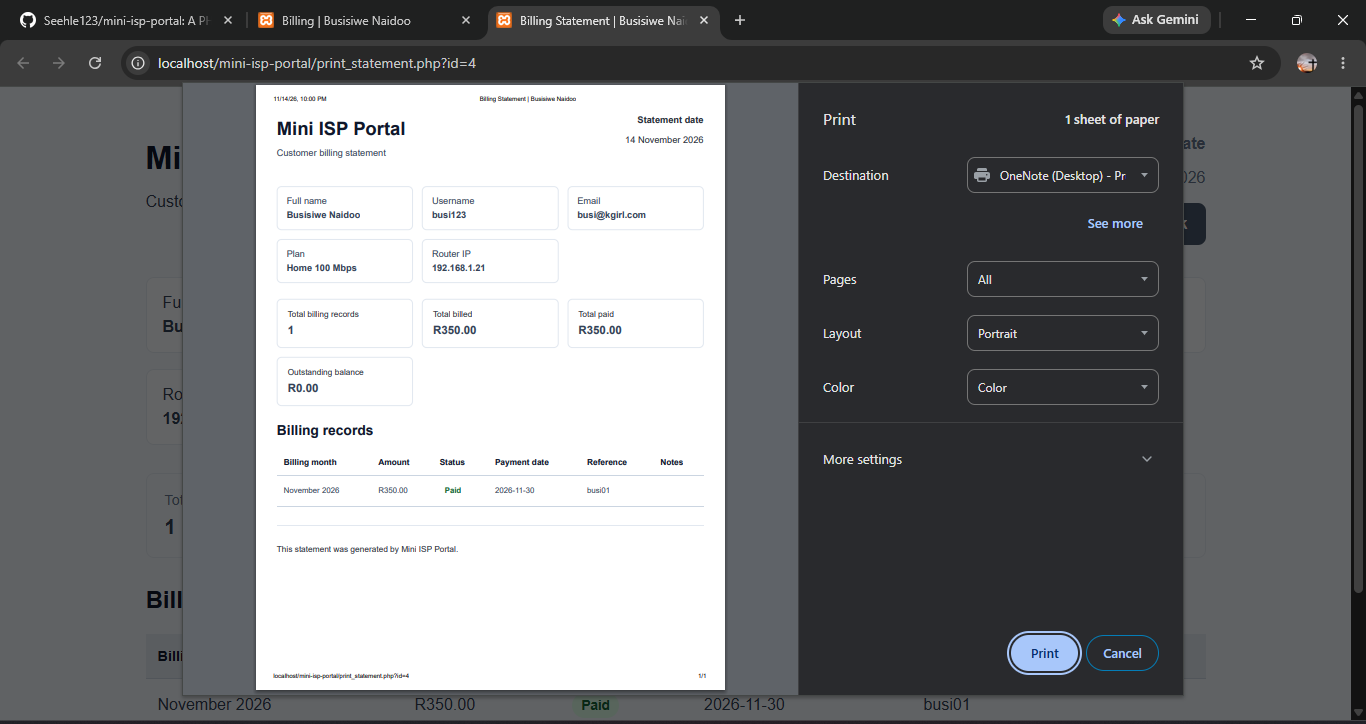 Seehle123/mini-isp-portal: A P
Billing | Busisiwe Naidoo
Billing Statement | Busisiwe Nai
Ask Gemini
localhost/mini-isp-portal/print_statement.php?id=4
11/14/26, 10:00 PM
Billing Statement | Busisiwe Naidoo
Mini ISP Portal
Statement date
14 November 2026
Customer billing statement
Full name
Busisiwe Naidoo
Username
busi123
Email
busi@kgirl.com
Plan
Home 100 Mbps
Router IP
192.168.1.21
Total billing records
1
Total billed
R350.00
Total paid
R350.00
Outstanding balance
R0.00
Billing records
Billing month Amount Status Payment date Reference Notes
November 2026 R350.00 Paid 2026-11-30 busi01
This statement was generated by Mini ISP Portal.
localhost/mini-isp-portal/print_statement.php?id=4
1/1
Print
1 sheet of paper
Destination
OneNote (Desktop) - Pr
See more
Pages
All
Layout
Portrait
Color
Color
More settings
Print
Cancel
Mi
Custo
ate
026
Fu
Bu
Ro
19
Tot
1
Bill
Billi
November 2026 R350.00 Paid 2026-11-30 busi01